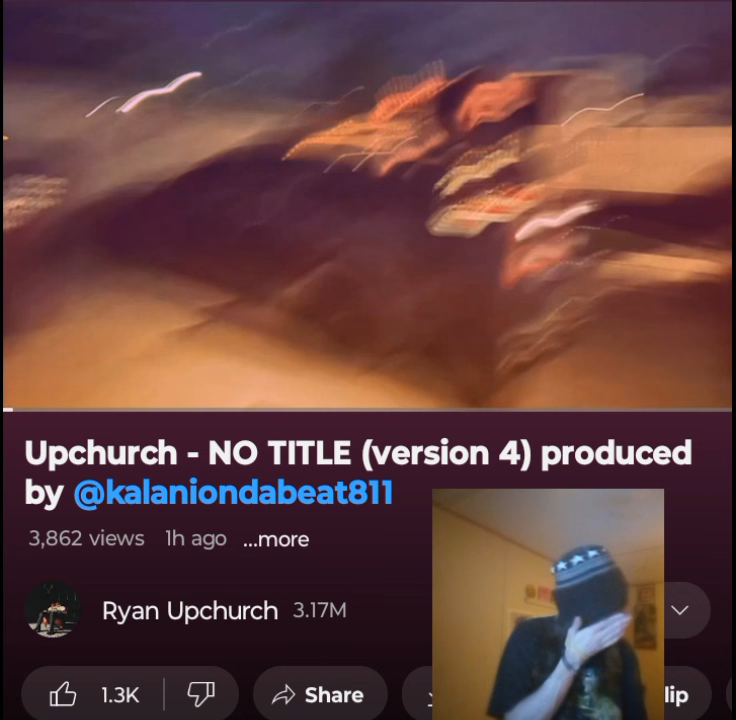 Upchurch - NO TITLE (version 4) produced
by @kalaniondabeat811
3,862 views 1h ago ...more
Ryan Upchurch 3.17M
1.3K Share lip